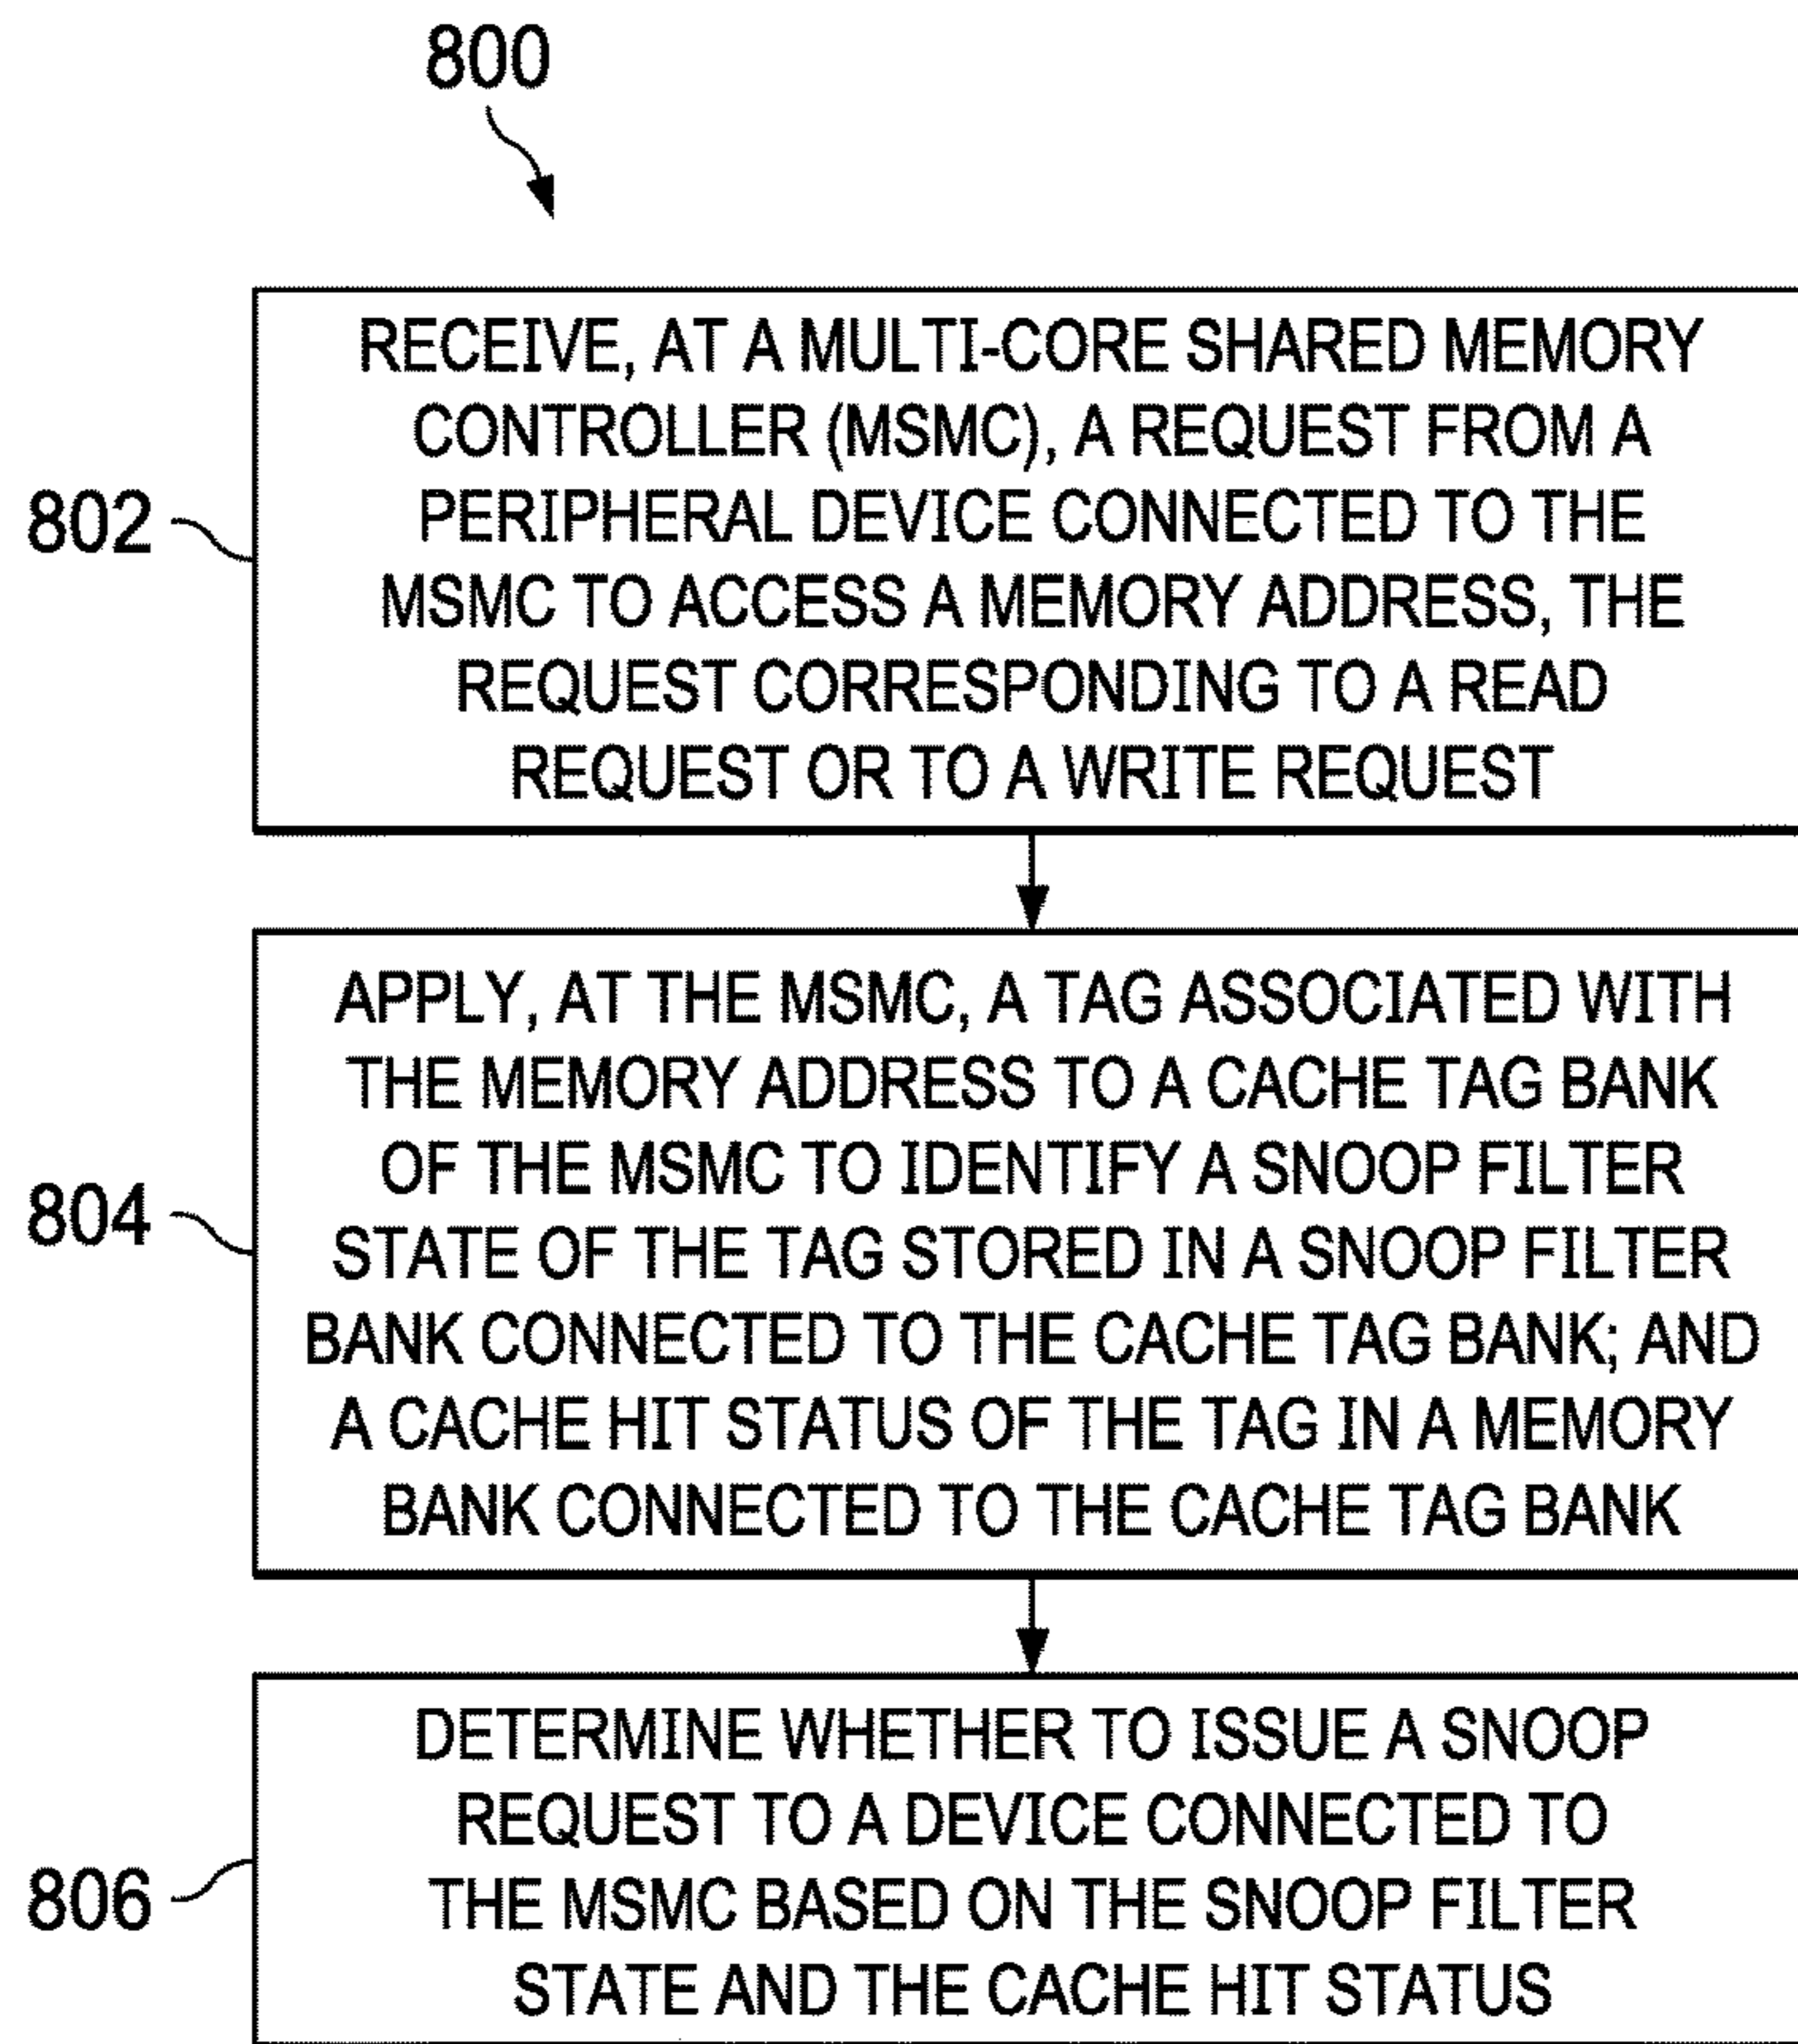 800
RECEIVE, AT A MULTI-CORE SHARED MEMORY
CONTROLLER (MSMC), A REQUEST FROM A
PERIPHERAL DEVICE CONNECTED TO THE
MSMC TO ACCESS A MEMORY ADDRESS, THE
REQUEST CORRESPONDING TO A READ
REQUEST OR TO A WRITE REQUEST
802
APPLY, AT THE MSMC, A TAG ASSOCIATED WITH
THE MEMORY ADDRESS TO A CACHE TAG BANK
OF THE MSMC TO IDENTIFY A SNOOP FILTER
STATE OF THE TAG STORED IN A SNOOP FILTER
BANK CONNECTED TO THE CACHE TAG BANK; AND
A CACHE HIT STATUS OF THE TAG IN A MEMORY
BANK CONNECTED TO THE CACHE TAG BANK
804
DETERMINE WHETHER TO ISSUE A SNOOP
REQUEST TO A DEVICE CONNECTED TO
THE MSMC BASED ON THE SNOOP FILTER
STATE AND THE CACHE HIT STATUS
806